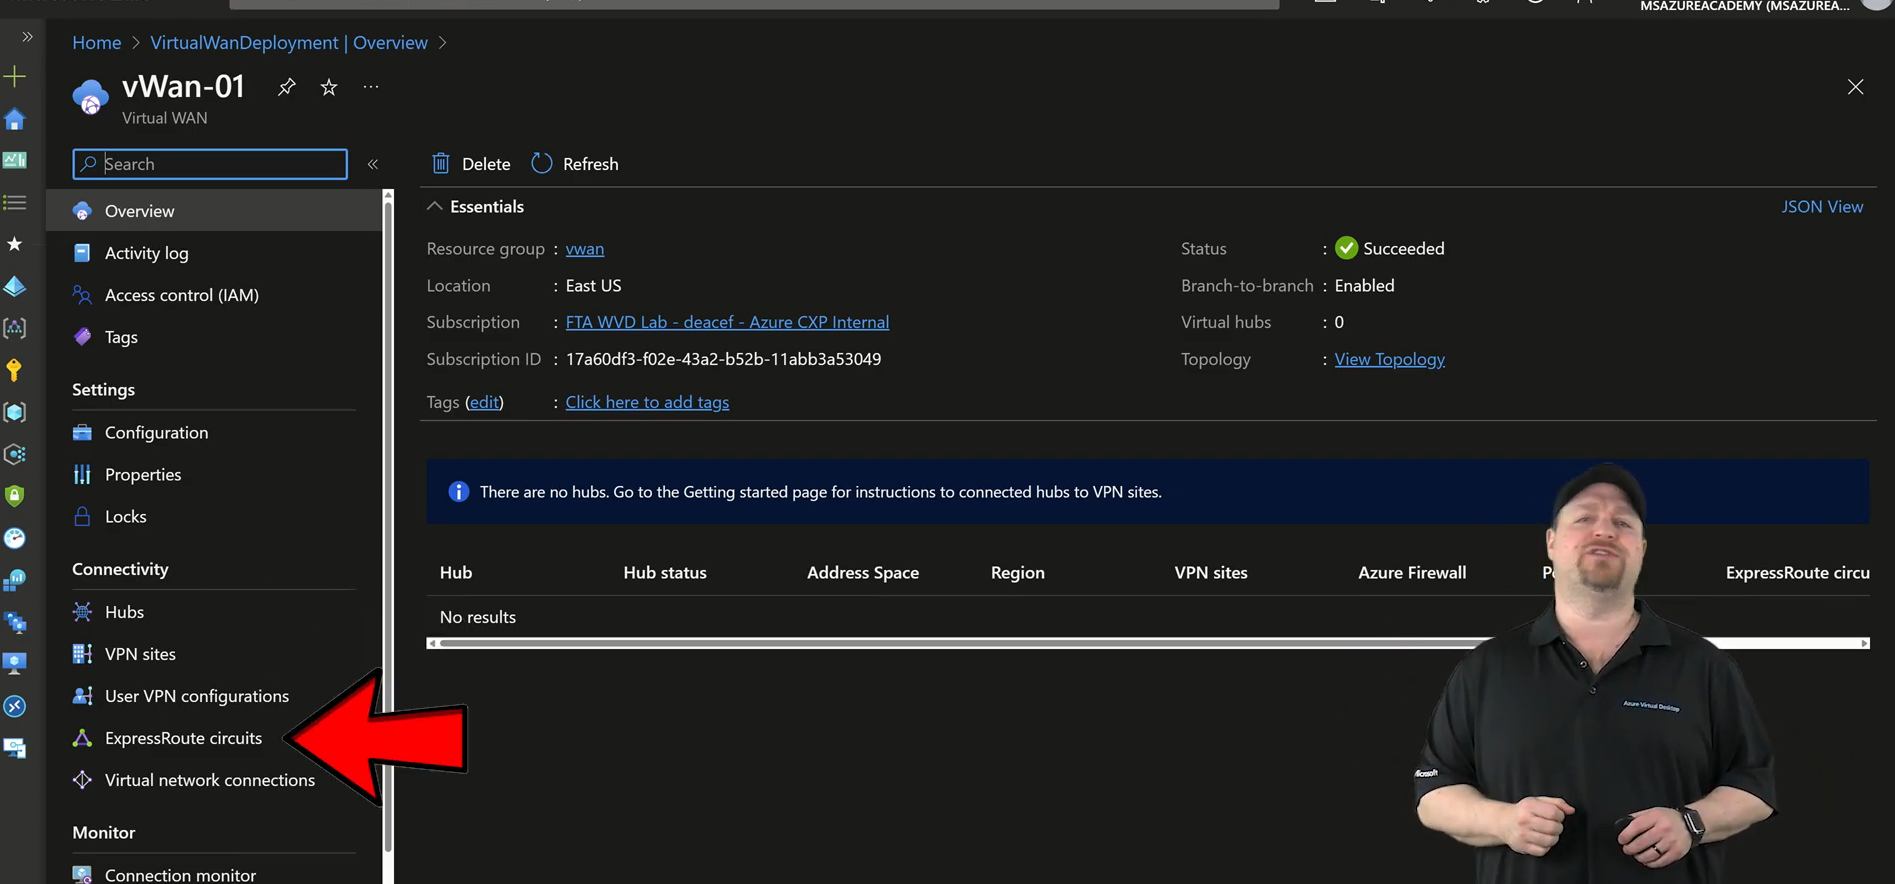 MSAZUREACADEMY (MSAZUREA...
Home > VirtualWanDeployment | Overview >
vWan-01
Virtual WAN
Search
Delete
Refresh
Overview
Activity log
Access control (IAM)
Tags
Settings
Configuration
Properties
Locks
Connectivity
Hubs
VPN sites
User VPN configurations
ExpressRoute circuits
Virtual network connections
Monitor
Connection monitor
Essentials
JSON View
Resource group : vwan
Location : East US
Subscription : FTA WVD Lab - deacef - Azure CXP Internal
Subscription ID : 17a60df3-f02e-43a2-b52b-11abb3a53049
Tags (edit) : Click here to add tags
Status : Succeeded
Branch-to-branch : Enabled
Virtual hubs : 0
Topology : View Topology
There are no hubs. Go to the Getting started page for instructions to connected hubs to VPN sites.
Hub Hub status Address Space Region VPN sites Azure Firewall ExpressRoute circu
No results
Azure Virtual Desktop
Microsoft